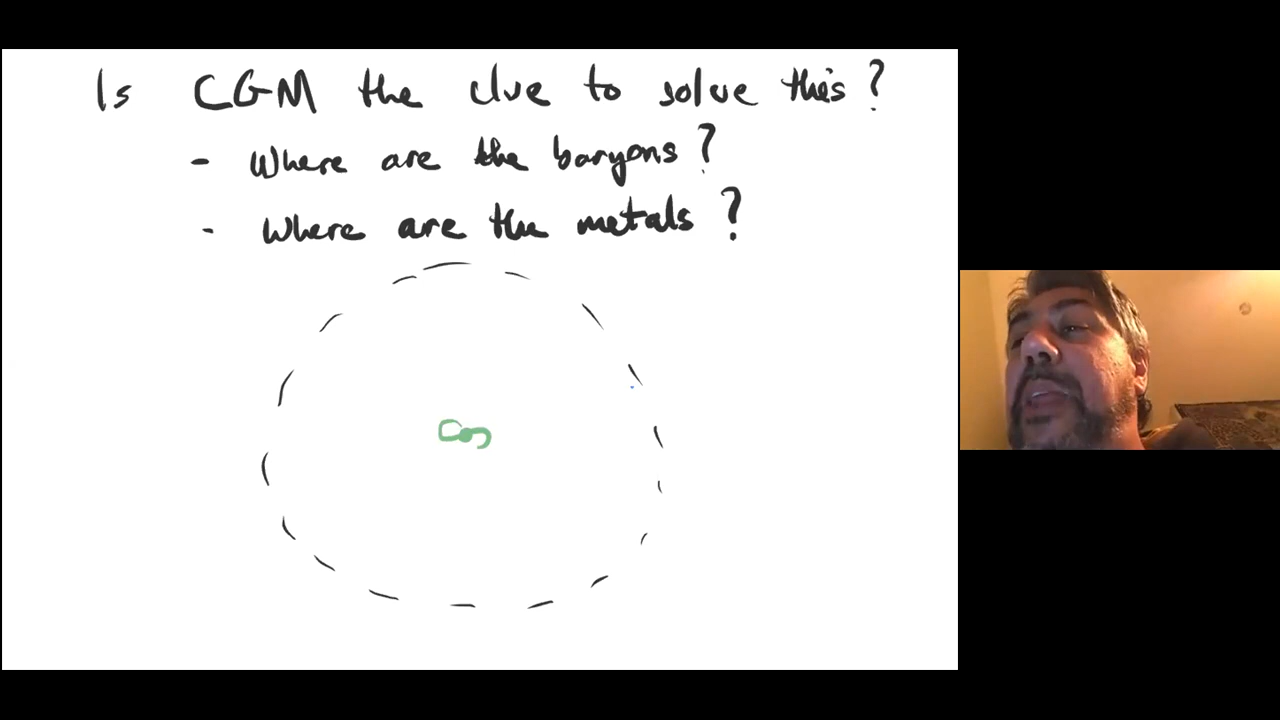 Is CGM the clue to solve this?
- Where are the baryons?
- Where are the metals?